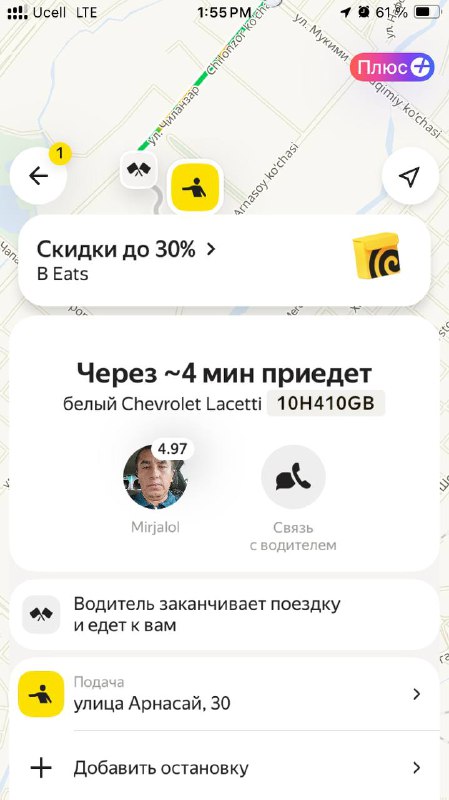 Ucell LTE 1:55 PM 61 %
Chilonzor ko'chasi
ул. Чиланзар
ул. Мукими
Muqimiy ko'chasi
Плюс
1
Arnasoy ko'chasi
Скидки до 30%
В Eats
Через ~4 мин приедет
белый Chevrolet Lacetti 10H410GB
4.97
Mirjalol
Связь
с водителем
Водитель заканчивает поездку
и едет к вам
Подача
улица Арнасай, 30
Добавить остановку